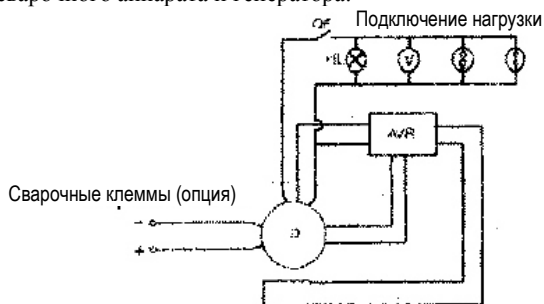 сварочного аппарата и генератора.
Подключение нагрузки
QF
HL
V
AVR
Сварочные клеммы (опция)
-
+